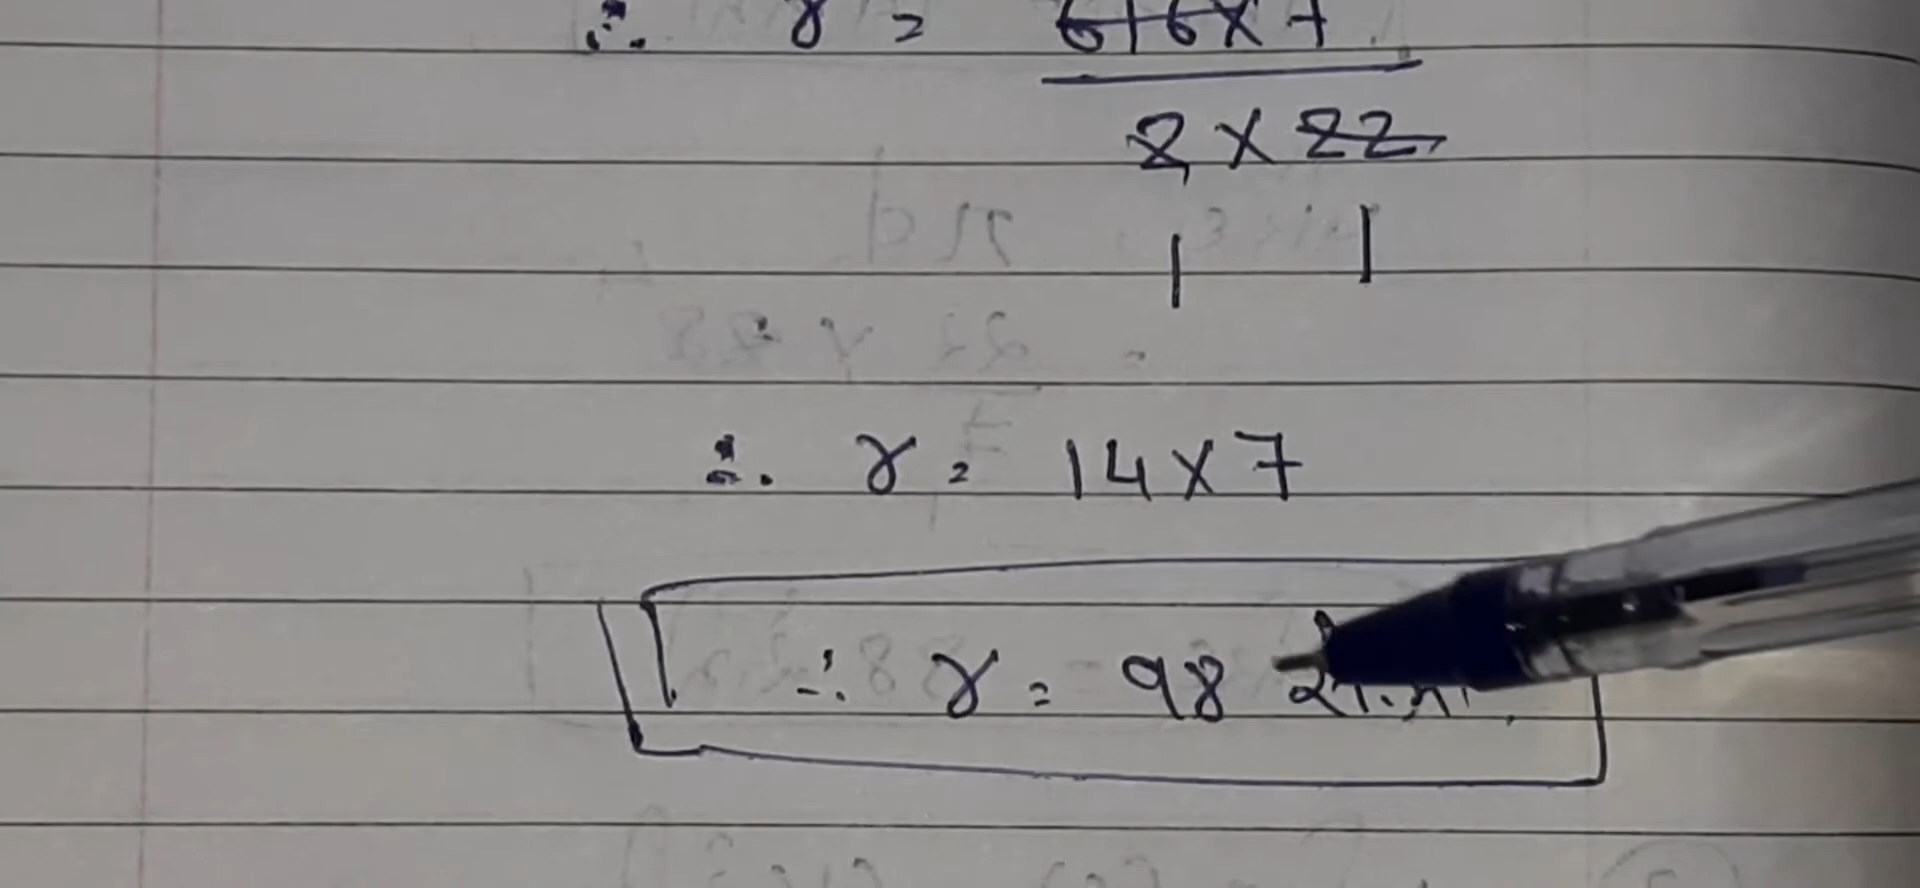 ∴ r = 616×7
2×22
1 1
∴ r = 14×7
∴ r = 98